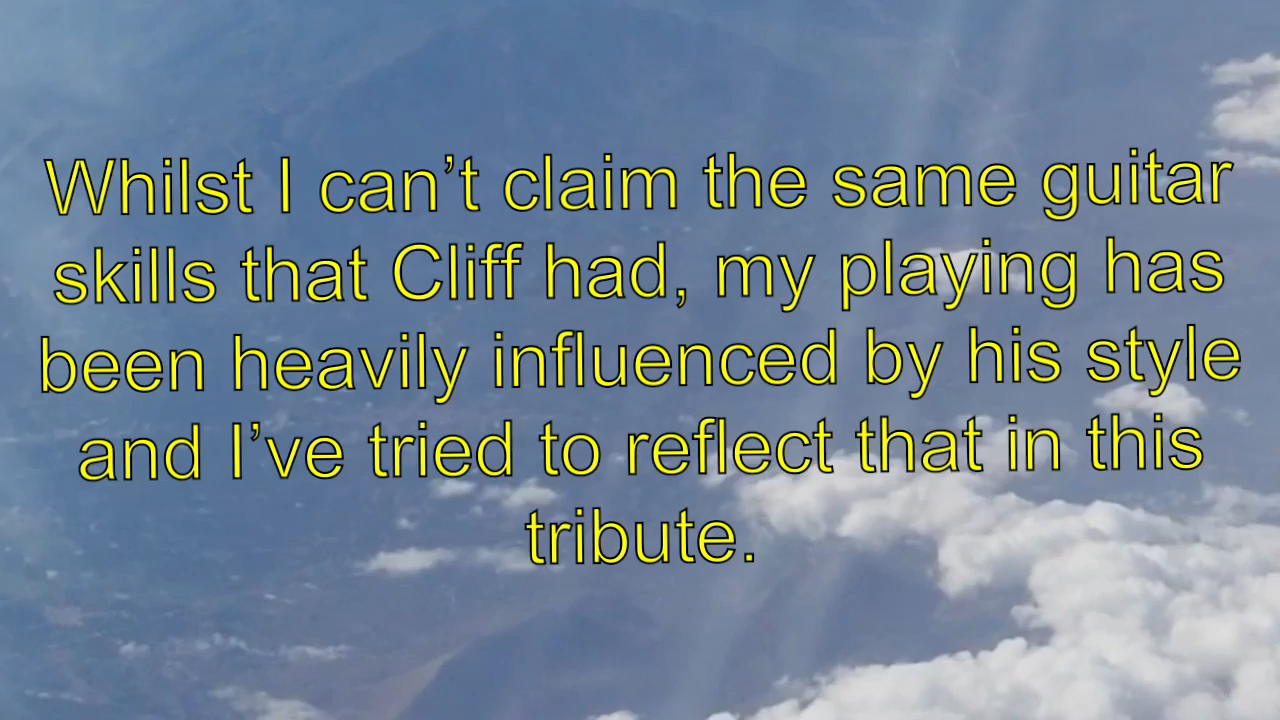 Whilst I can’t claim the same guitar
skills that Cliff had, my playing has
been heavily influenced by his style
and I’ve tried to reflect that in this
tribute.